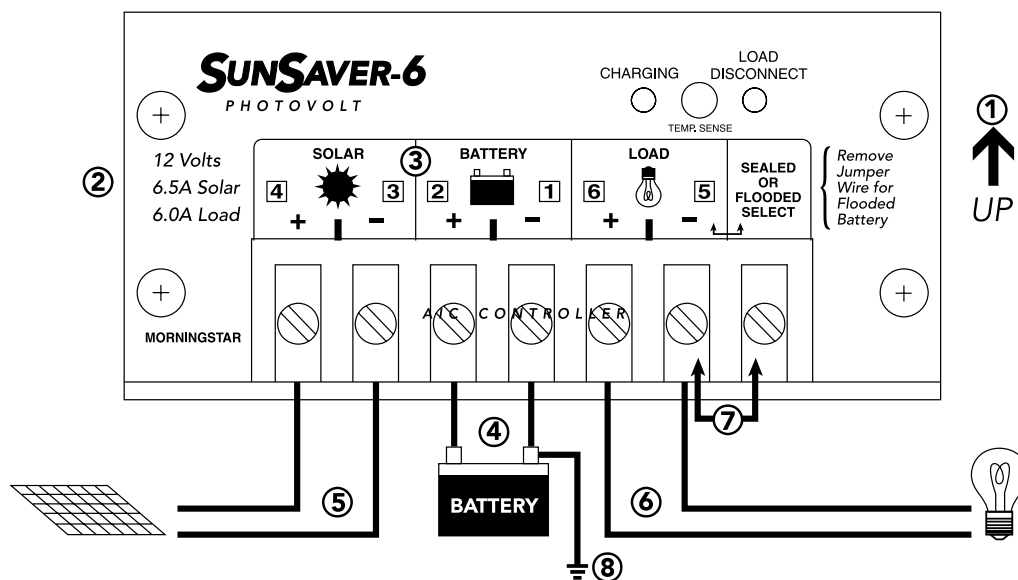 SUNSAVER-6
PHOTOVOLT
CHARGING
LOAD
DISCONNECT
TEMP. SENSE
①
UP
②
12 Volts
6.5A Solar
6.0A Load
SOLAR
③
BATTERY
LOAD
SEALED
OR
FLOODED
SELECT
Remove
Jumper
Wire for
Flooded
Battery
4 3 2 1 6 5
+ − + − + −
AIC CONTROLLER
MORNINGSTAR
④
⑦
⑤
BATTERY
⑥
⑧